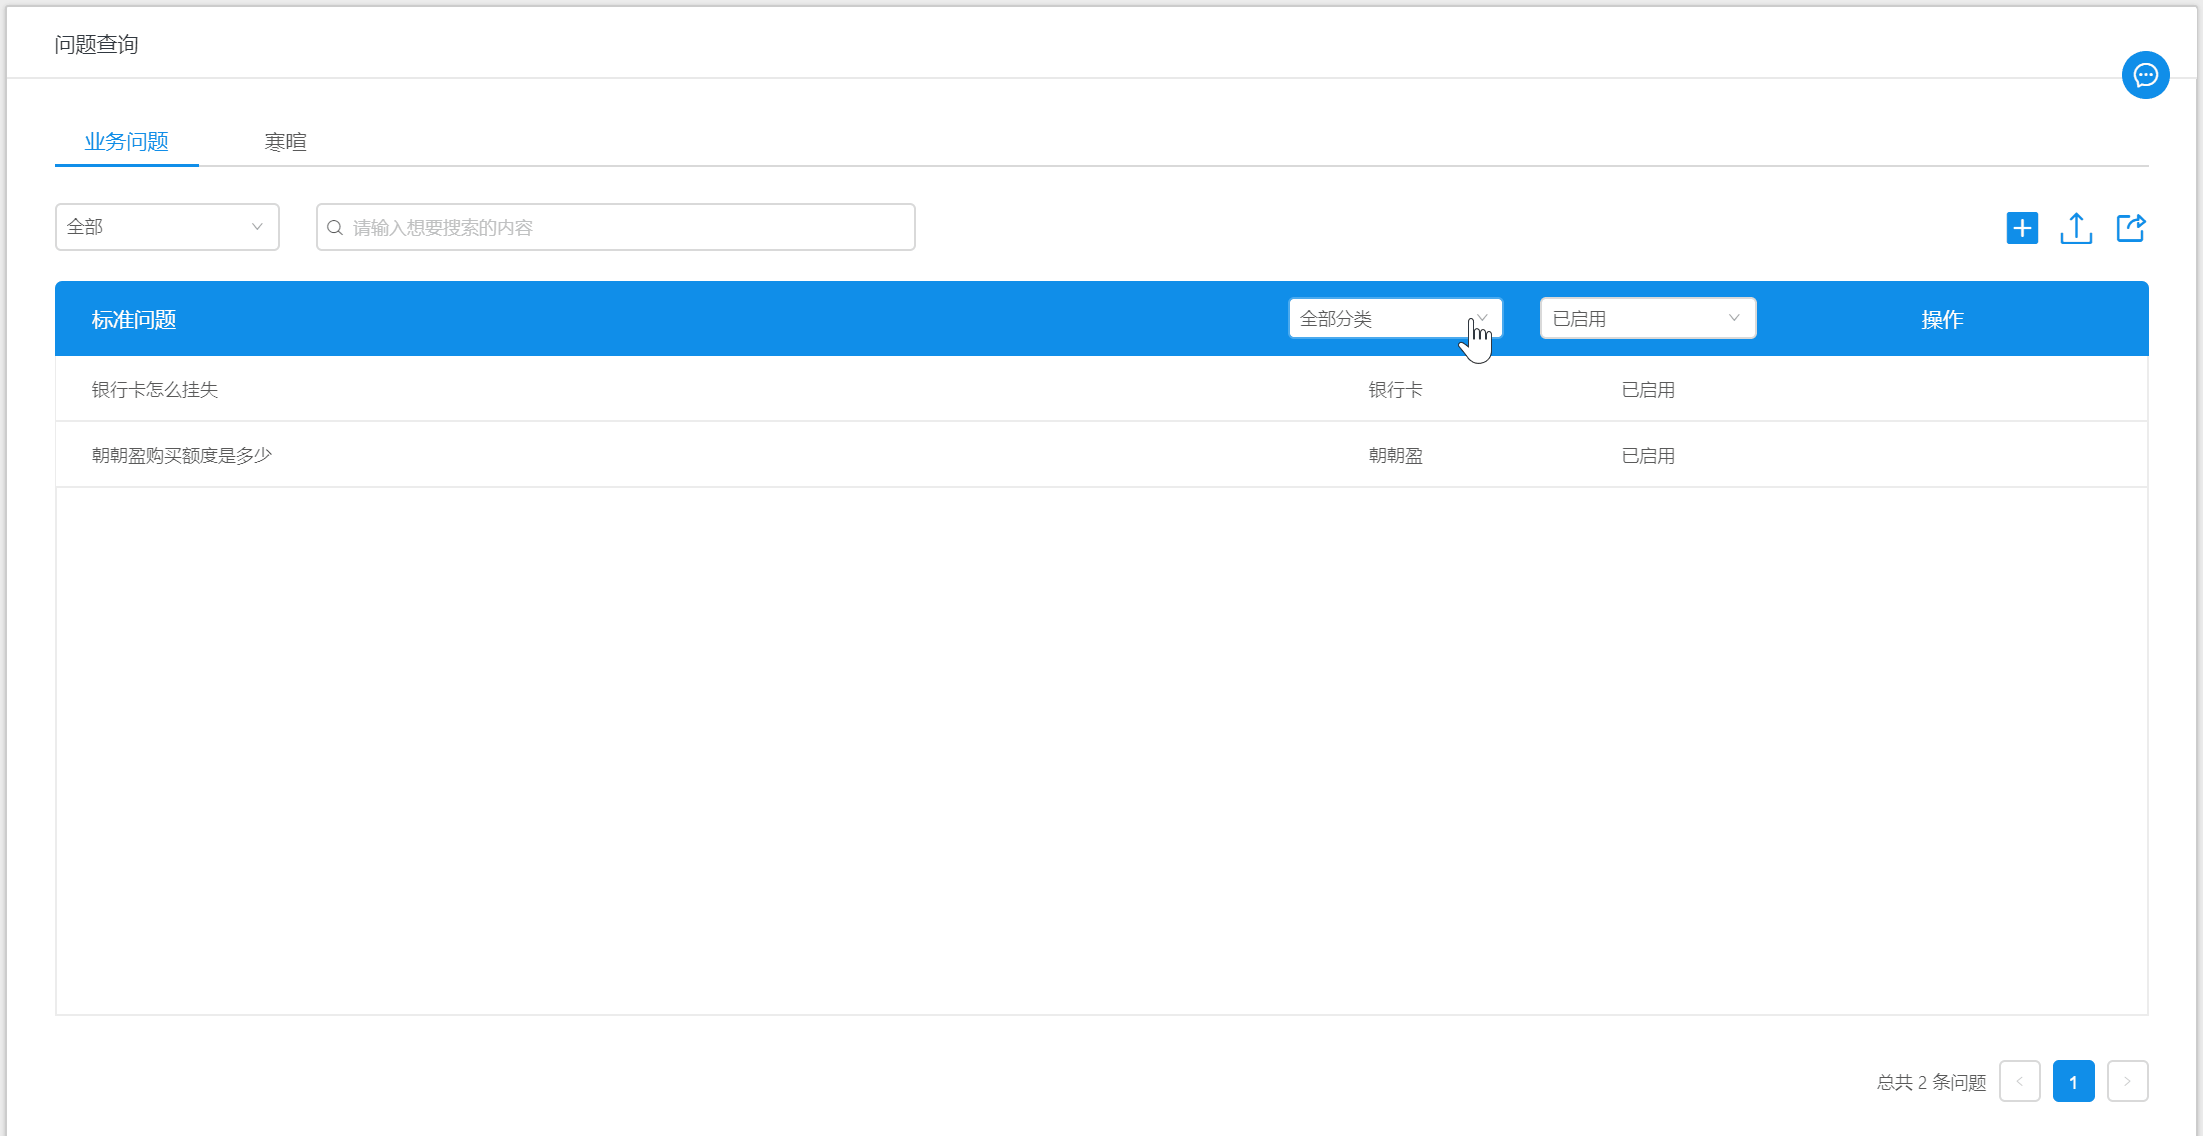 问题查询
业务问题 寒暄
全部 请输入想要搜索的内容
标准问题 全部分类 已启用 操作
银行卡怎么挂失 银行卡 已启用
朝朝盈购买额度是多少 朝朝盈 已启用
总共 2 条问题 1